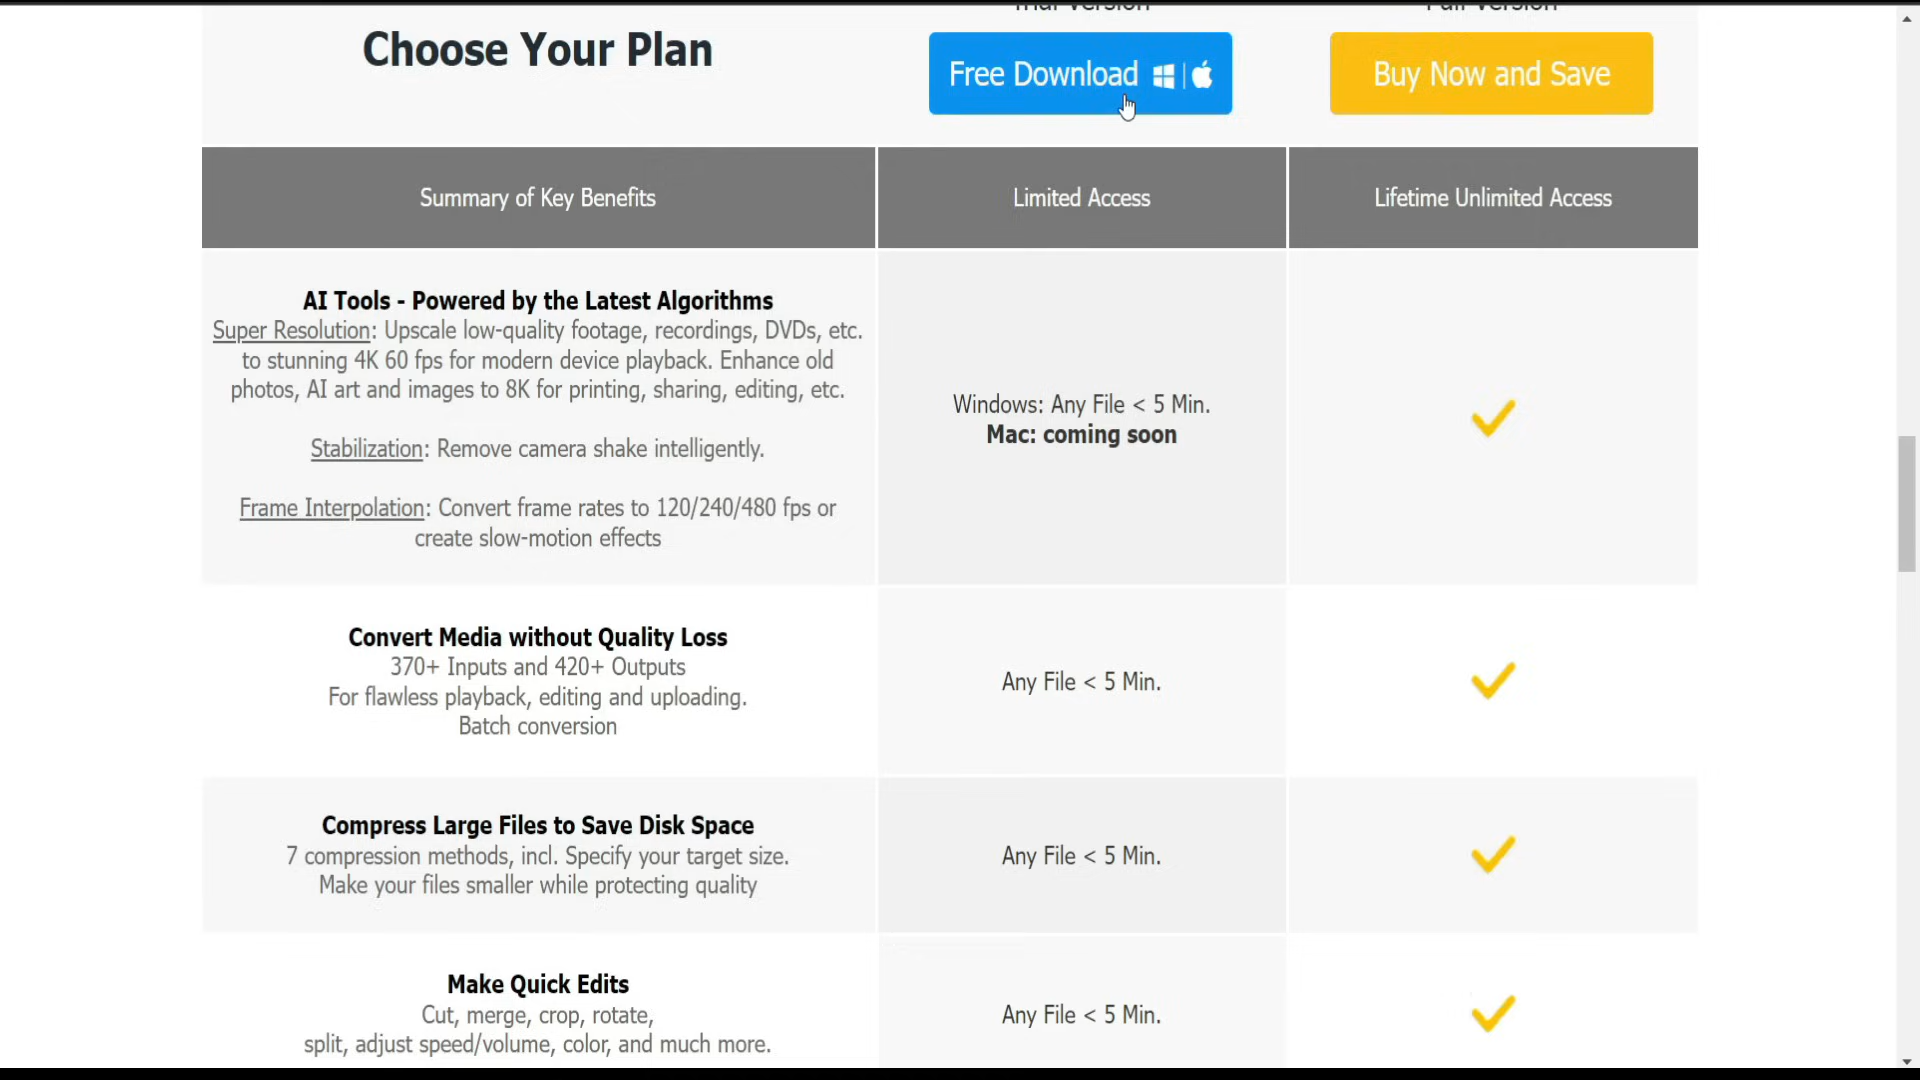 Trial Version
Full Version
Choose Your Plan
Free Download
Buy Now and Save
Summary of Key Benefits
Limited Access
Lifetime Unlimited Access
AI Tools - Powered by the Latest Algorithms
Super Resolution: Upscale low-quality footage, recordings, DVDs, etc.
to stunning 4K 60 fps for modern device playback. Enhance old
photos, AI art and images to 8K for printing, sharing, editing, etc.
Stabilization: Remove camera shake intelligently.
Frame Interpolation: Convert frame rates to 120/240/480 fps or
create slow-motion effects
Windows: Any File < 5 Min.
Mac: coming soon
Convert Media without Quality Loss
370+ Inputs and 420+ Outputs
For flawless playback, editing and uploading.
Batch conversion
Any File < 5 Min.
Compress Large Files to Save Disk Space
7 compression methods, incl. Specify your target size.
Make your files smaller while protecting quality
Any File < 5 Min.
Make Quick Edits
Cut, merge, crop, rotate,
split, adjust speed/volume, color, and much more.
Any File < 5 Min.